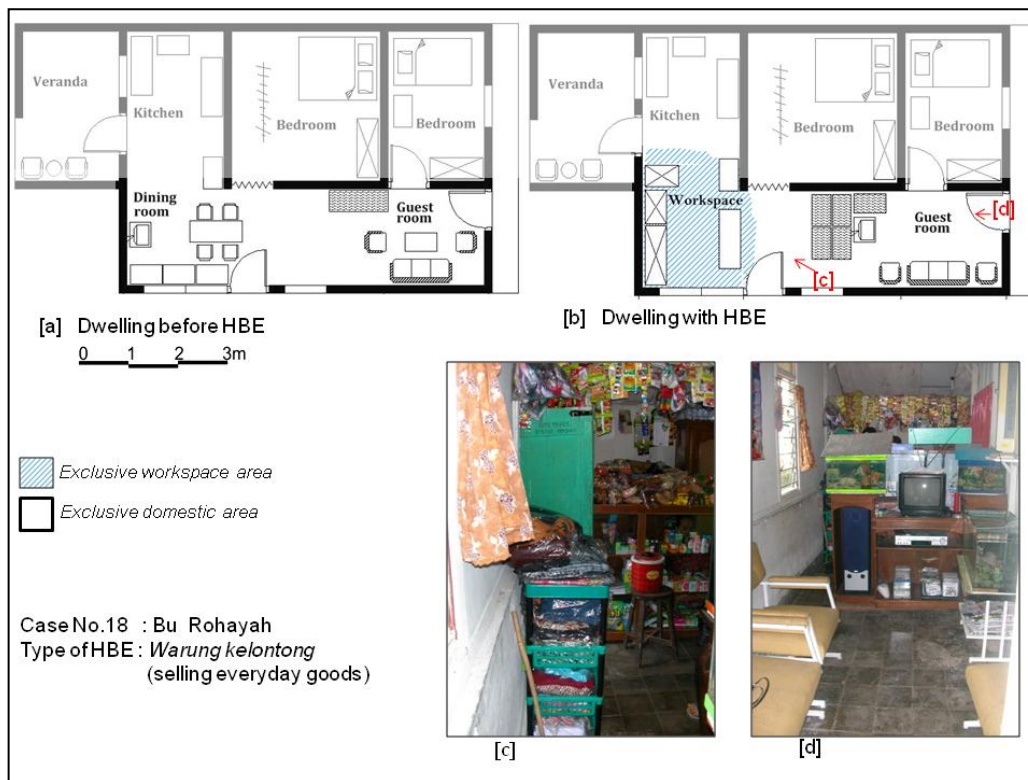 Veranda
Kitchen
Bedroom
Bedroom
Dining
room
Guest
room
Veranda
Kitchen
Bedroom
Bedroom
Workspace
Guest
room
[d]
[c]
[a] Dwelling before HBE
0 1 2 3m
[b] Dwelling with HBE
Exclusive workspace area
Exclusive domestic area
Case No.18 : Bu Rohayah
Type of HBE : Warung kelontong
(selling everyday goods)
[c]
[d]